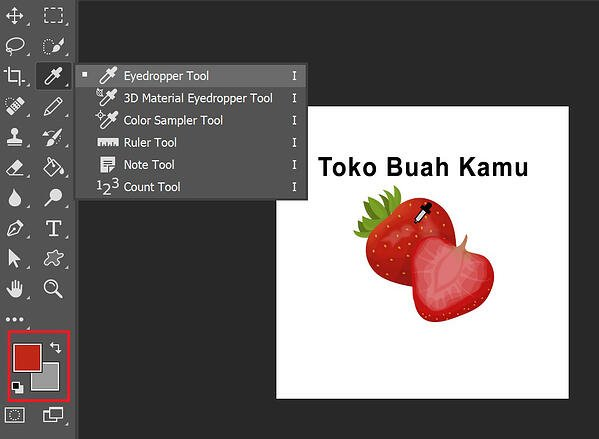 Eyedropper Tool I
3D Material Eyedropper Tool I
Color Sampler Tool I
Ruler Tool I
Note Tool I
123 Count Tool I
Toko Buah Kamu
T